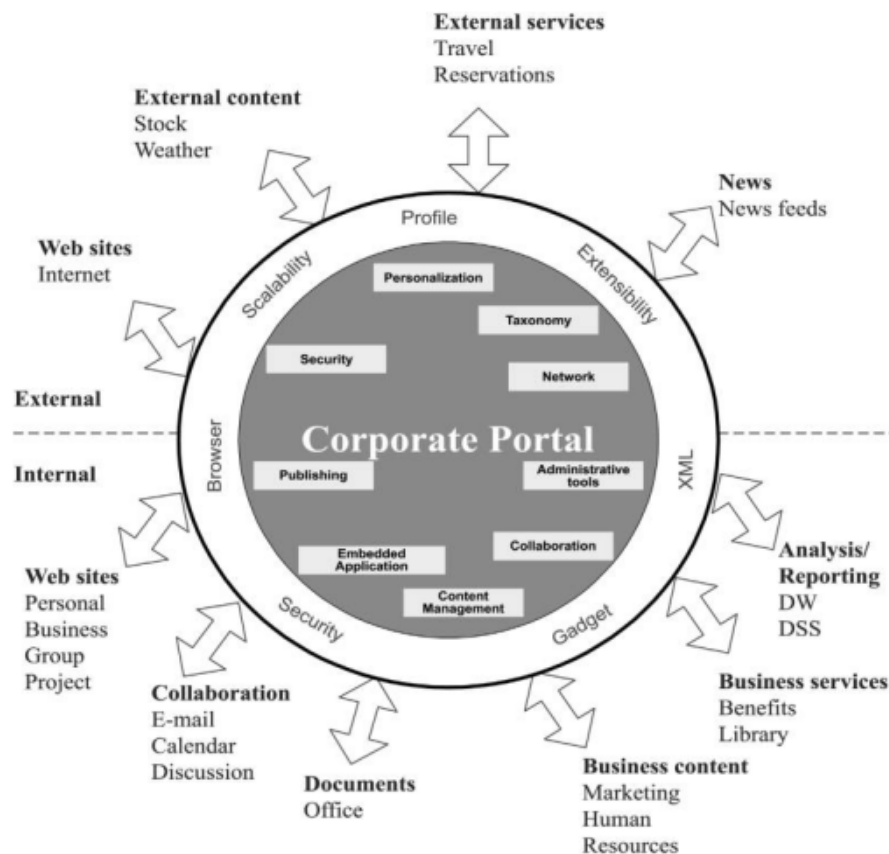 External services
Travel
Reservations
External content
Stock
Weather
News
News feeds
Web sites
Internet
Profile
Scalability
Extensibility
Personalization
Taxonomy
Security
Network
External
Corporate Portal
Internal
Browser
XML
Publishing
Administrative
tools
Embedded
Application
Collaboration
Content
Management
Security
Gadget
Web sites
Personal
Business
Group
Project
Collaboration
E-mail
Calendar
Discussion
Documents
Office
Business content
Marketing
Human
Resources
Business services
Benefits
Library
Analysis/
Reporting
DW
DSS